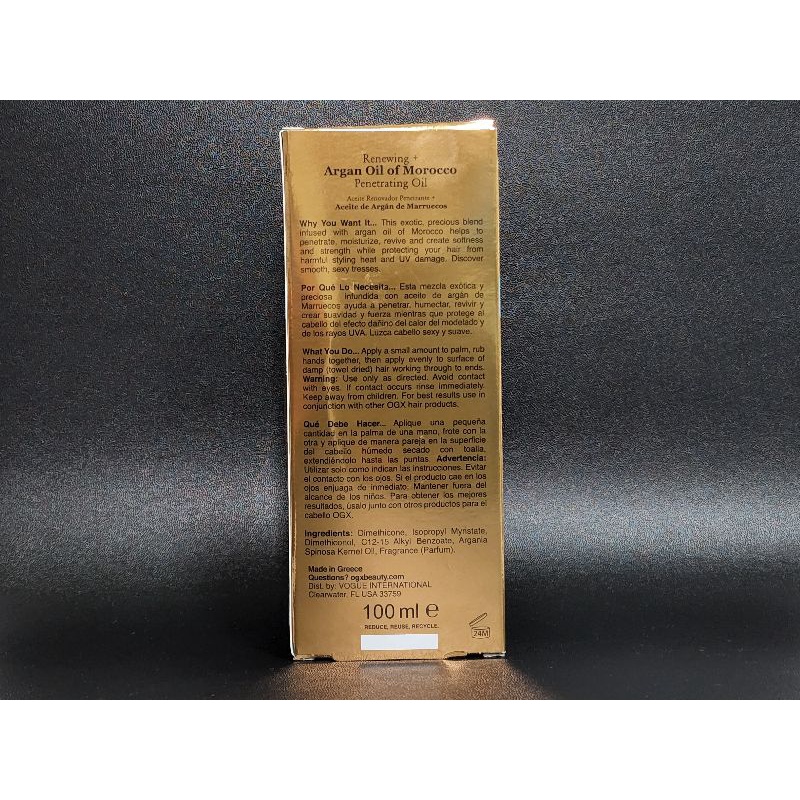 Renewing +
Argan Oil of Morocco
Penetrating Oil
Aceite Renovador Penetrante +
Aceite de Argán de Marruecos
Why You Want It... This exotic, precious blend
infused with argan oil of Morocco helps to
penetrate, moisturize, revive and create softness
and strength while protecting your hair from
harmful styling heat and UV damage. Discover
smooth, sexy tresses.
Por Qué Lo Necesita... Esta mezcla exótica y
preciosa infundida con aceite de argán de
Marruecos ayuda a penetrar, humectar, revivir y
crear suavidad y fuerza mientras que protege al
cabello del efecto dañino del calor del modelado y
de los rayos UVA. Luzca cabello sexy y suave.
What You Do... Apply a small amount to palm, rub
hands together, then apply evenly to surface of
damp (towel dried) hair working through to ends.
Warning: Use only as directed. Avoid contact
with eyes. If contact occurs rinse immediately.
Keep away from children. For best results use in
conjunction with other OGX hair products.
Qué Debe Hacer... Aplique una pequeña
cantidad en la palma de una mano, frote con la
otra y aplique de manera pareja en la superficie
del cabello húmedo secado con toalla,
extendiéndolo hasta las puntas. Advertencia:
Utilizar solo como indican las instrucciones. Evitar
el contacto con los ojos. Si el producto cae en los
ojos enjuaga de inmediato. Mantener fuera del
alcance de los niños. Para obtener los mejores
resultados, úsalo junto con otros productos para el
cabello OGX.
Ingredients: Dimethicone, Isopropyl Myristate,
Dimethiconol, C12-15 Alkyl Benzoate, Argania
Spinosa Kernel Oil, Fragrance (Parfum).
Made in Greece
Questions? ogxbeauty.com
Dist. by: VOGUE INTERNATIONAL
Clearwater, FL USA 33759
100 ml e
REDUCE, REUSE, RECYCLE.
24M